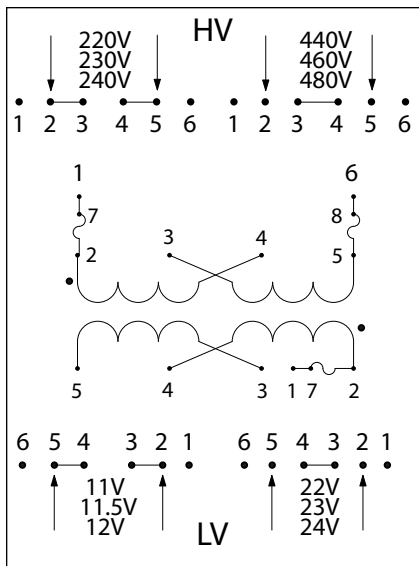 HV
220V 440V
230V 460V
240V 480V
1 2 3 4 5 6 1 2 3 4 5 6
1 6
7 8
2 3 4 5
5 4 3 1 7 2
6 5 4 3 2 1 6 5 4 3 2 1
11V 22V
11.5V 23V
12V 24V
LV